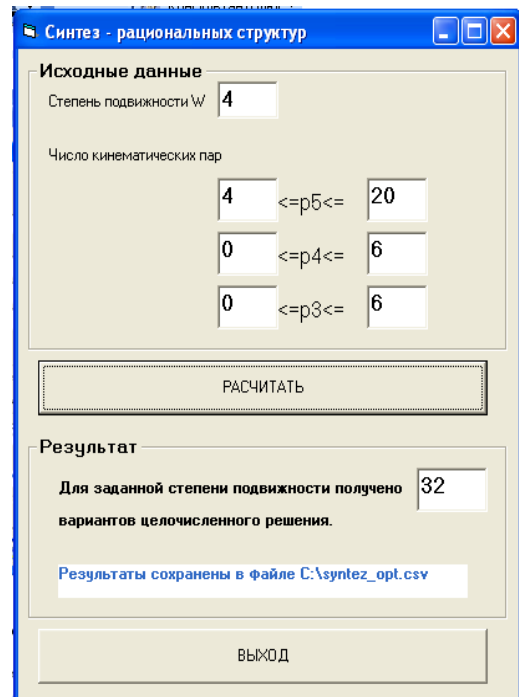 Синтез - рациональных структур
Исходные данные
Степень подвижности W 4
Число кинематических пар
4 <=p5<= 20
0 <=p4<= 6
0 <=p3<= 6
РАСЧИТАТЬ
Результат
Для заданной степени подвижности получено 32
вариантов целочисленного решения.
Результаты сохранены в файле C:\syntez_opt.csv
ВЫХОД